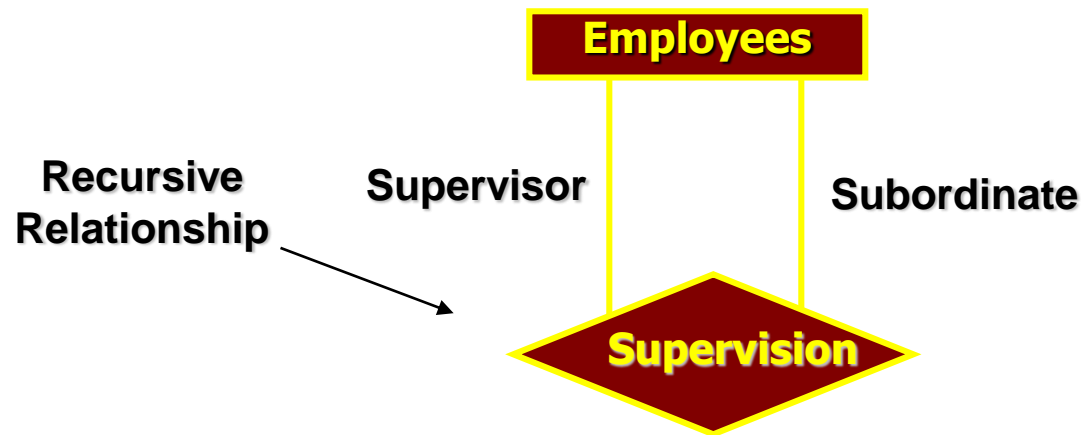 Employees
Recursive
Relationship
Supervisor
Subordinate
Supervision